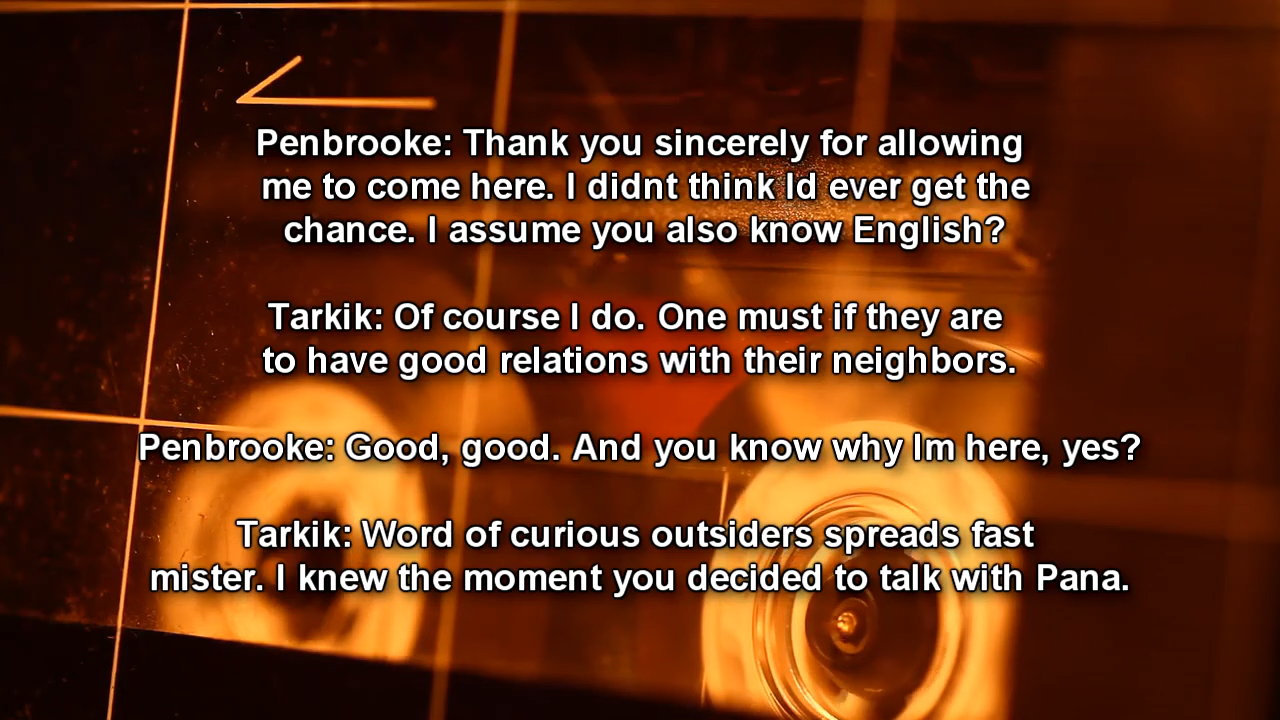 Penbrooke: Thank you sincerely for allowing
me to come here. I didnt think Id ever get the
chance. I assume you also know English?
Tarkik: Of course I do. One must if they are
to have good relations with their neighbors.
Penbrooke: Good, good. And you know why Im here, yes?
Tarkik: Word of curious outsiders spreads fast
mister. I knew the moment you decided to talk with Pana.